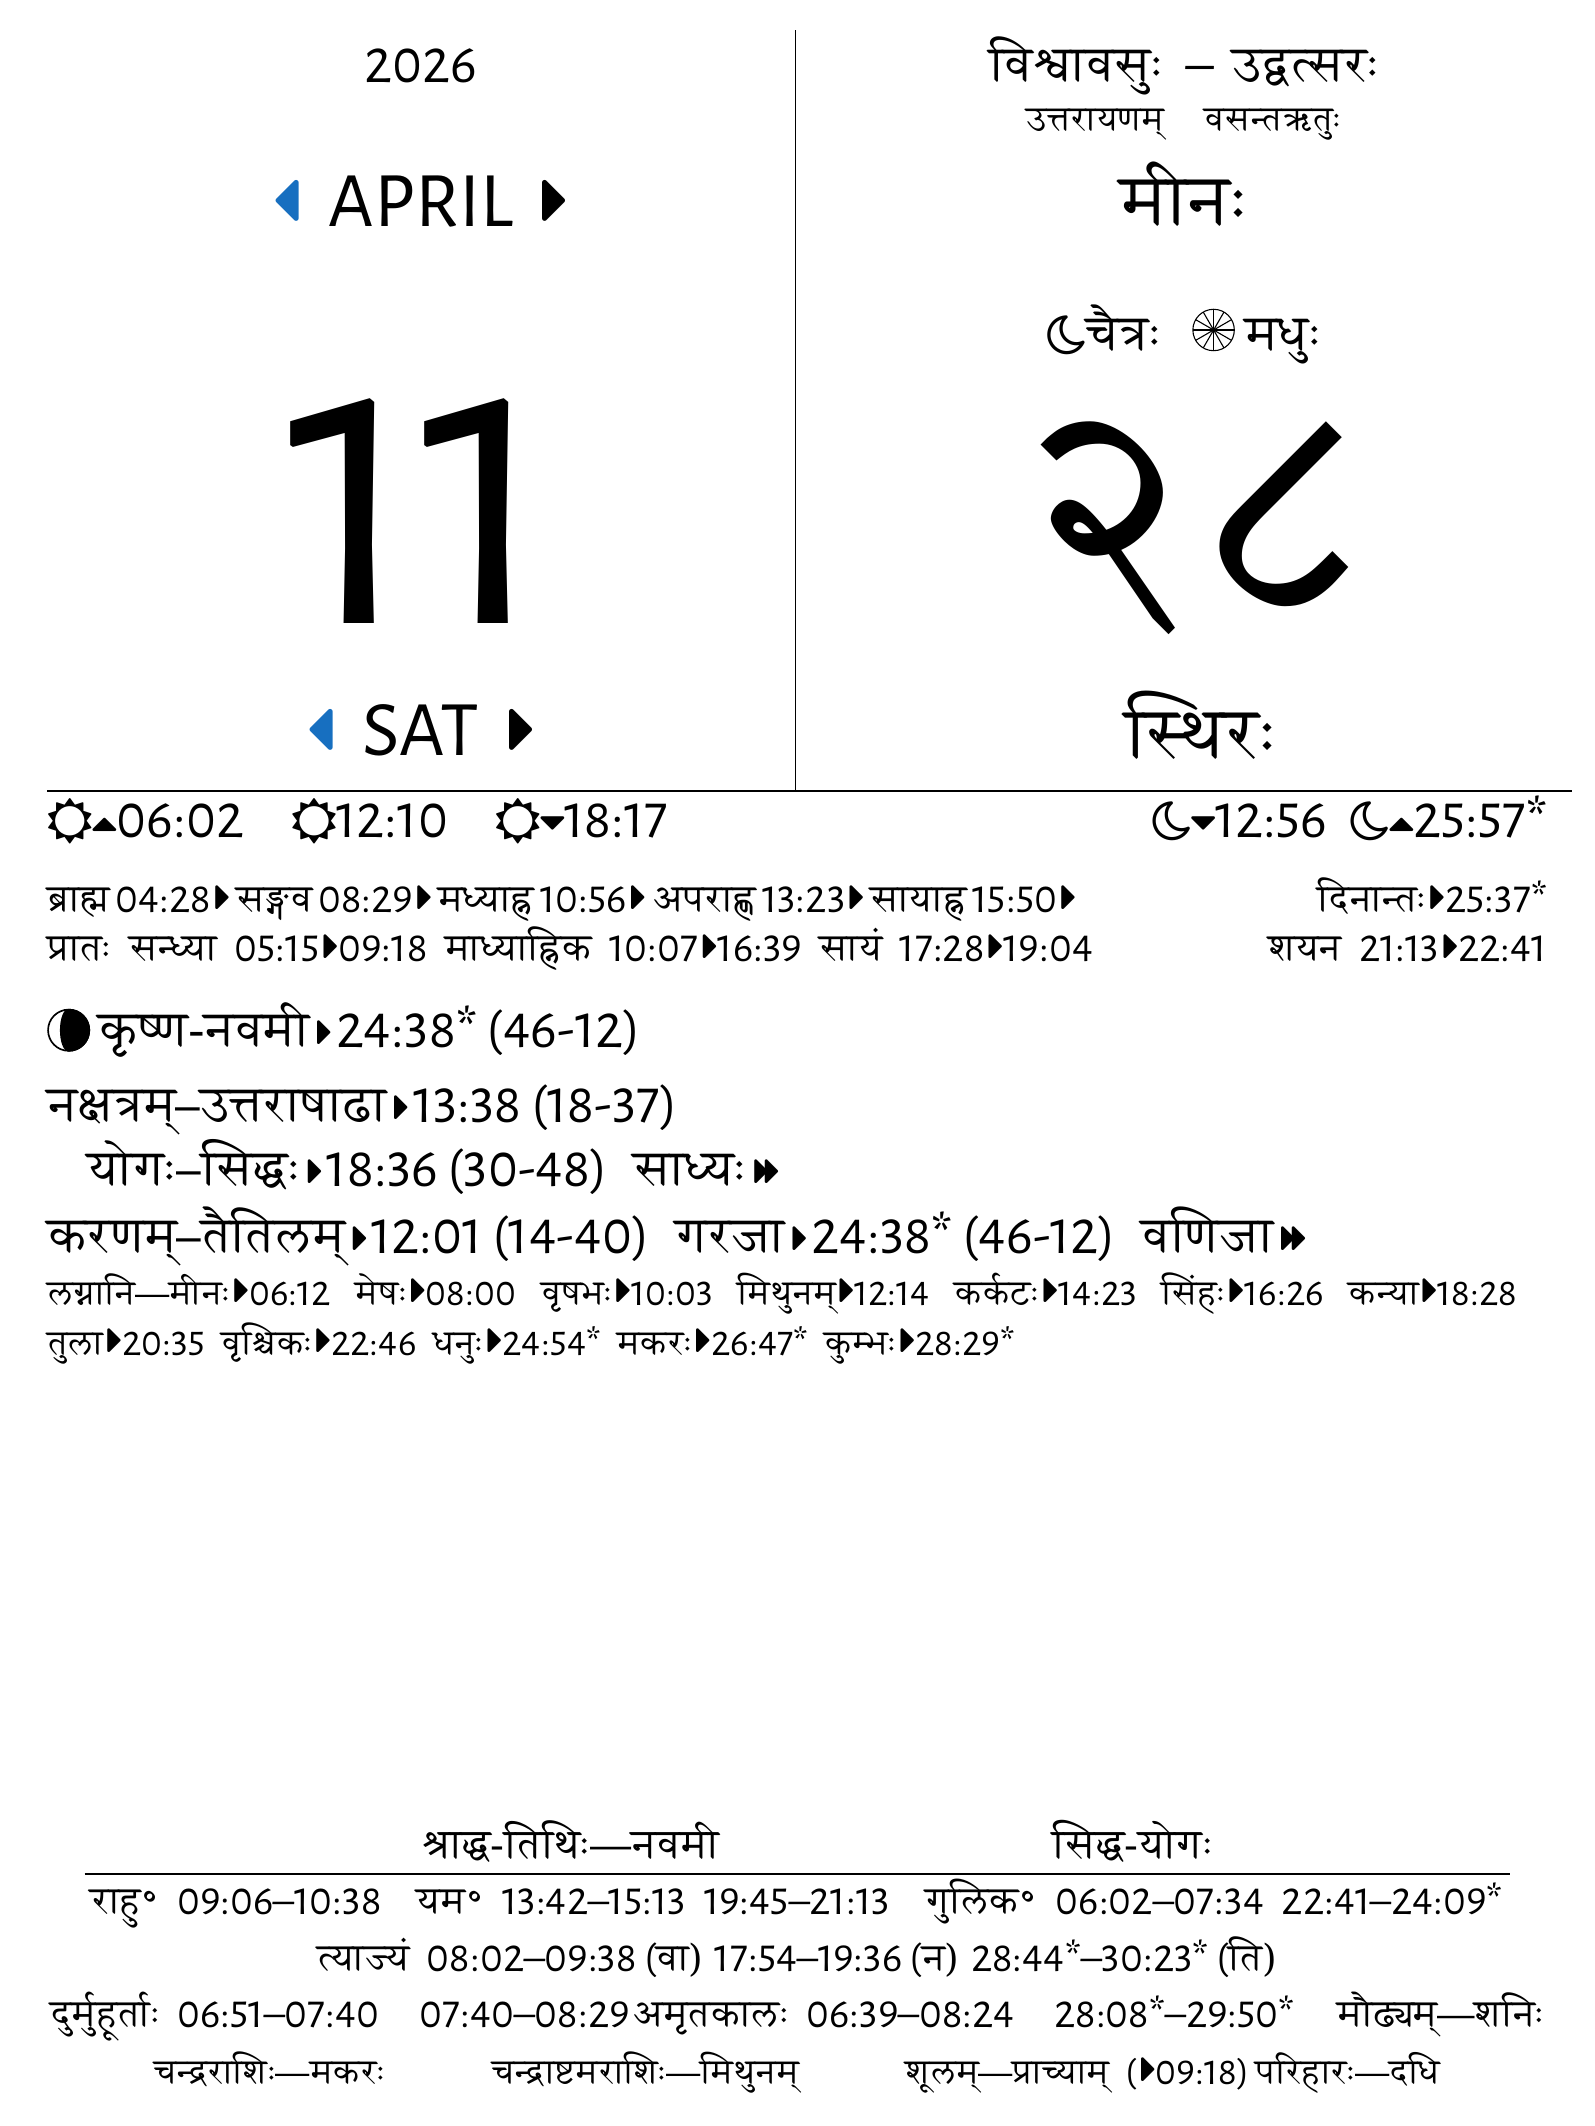 2026
APRIL
11
SAT
विश्वावसुः – उद्वत्सरः
उत्तरायणम् वसन्तऋतुः
मीनः
चैत्रः मधुः
२८
स्थिरः
06:02 12:10 18:17 12:56 25:57*
ब्राह्म 04:28 सङ्गव 08:29 मध्याह्न 10:56 अपराह्ण 13:23 सायाह्न 15:50 दिनान्तः 25:37*
प्रातः सन्ध्या 05:15 09:18 माध्याह्निक 10:07 16:39 सायं 17:28 19:04 शयन 21:13 22:41
कृष्ण-नवमी 24:38* (46-12)
नक्षत्रम्–उत्तराषाढा 13:38 (18-37)
योगः–सिद्धः 18:36 (30-48) साध्यः
करणम्–तैतिलम् 12:01 (14-40) गरजा 24:38* (46-12) वणिजा
लग्नानि—मीनः 06:12 मेषः 08:00 वृषभः 10:03 मिथुनम् 12:14 कर्कटः 14:23 सिंहः 16:26 कन्या 18:28
तुला 20:35 वृश्चिकः 22:46 धनुः 24:54* मकरः 26:47* कुम्भः 28:29*
श्राद्ध-तिथिः—नवमी सिद्ध-योगः
राहु° 09:06–10:38 यम° 13:42–15:13 19:45–21:13 गुलिक° 06:02–07:34 22:41–24:09*
त्याज्यं 08:02–09:38 (वा) 17:54–19:36 (न) 28:44*–30:23* (ति)
दुर्मुहूर्ताः 06:51–07:40 07:40–08:29 अमृतकालः 06:39–08:24 28:08*–29:50* मौढ्यम्—शनिः
चन्द्रराशिः—मकरः चन्द्राष्टमराशिः—मिथुनम् शूलम्—प्राच्याम् (09:18) परिहारः—दधि